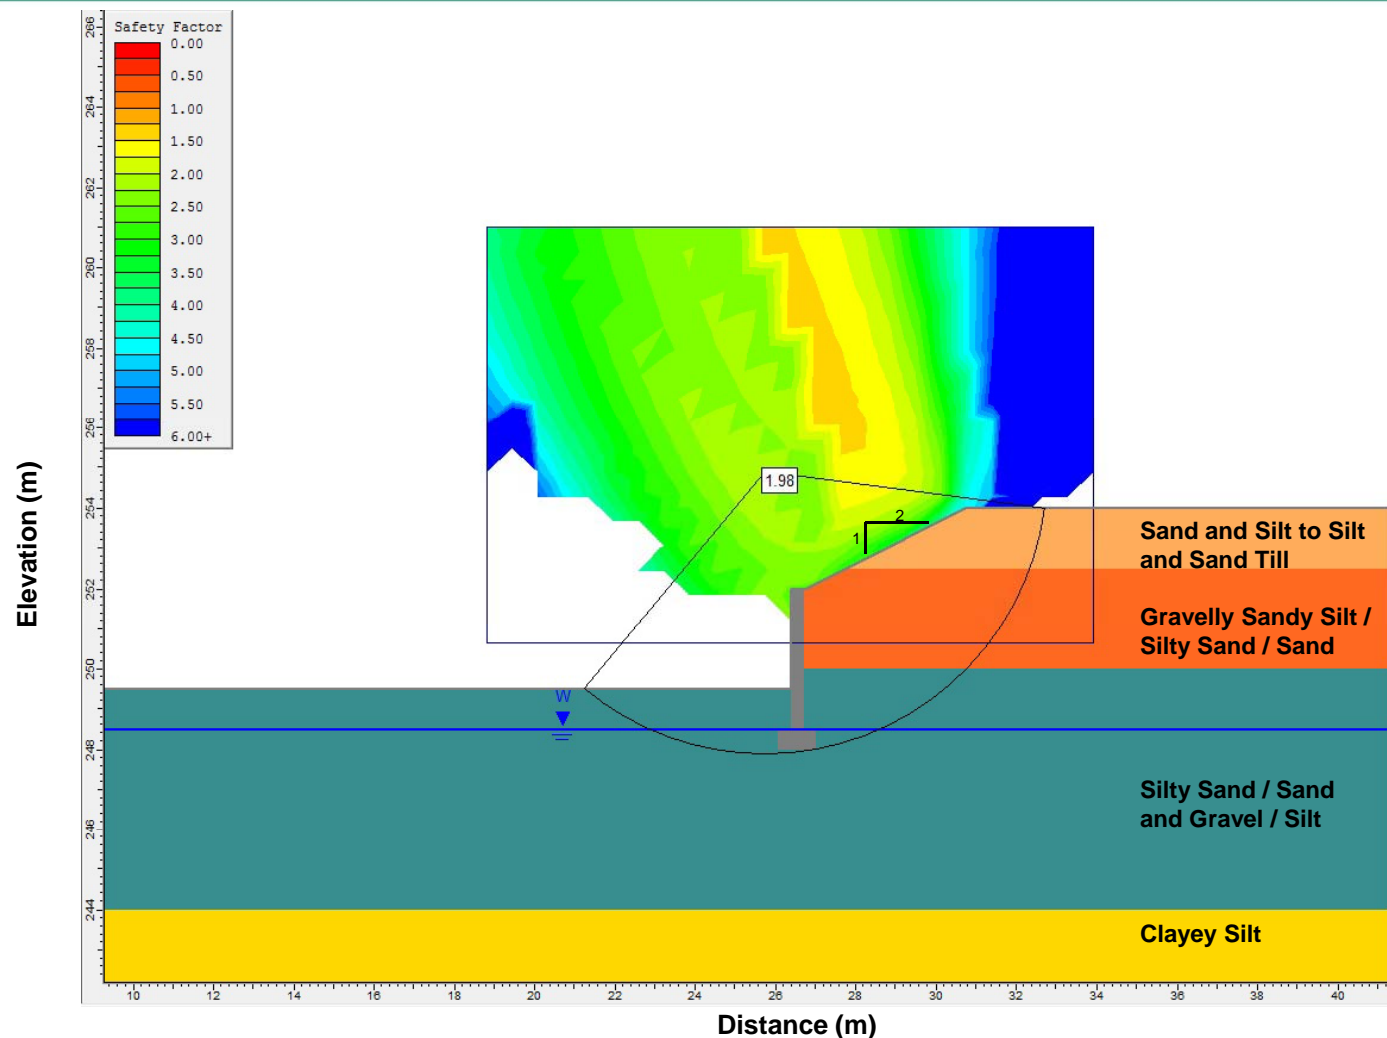 Safety Factor
0.00
0.50
1.00
1.50
2.00
2.50
3.00
3.50
4.00
4.50
5.00
5.50
6.00+
266
264
262
260
258
256
254
252
250
248
246
244
Elevation (m)
1.98
2
1
W
Sand and Silt to Silt
and Sand Till
Gravelly Sandy Silt /
Silty Sand / Sand
Silty Sand / Sand
and Gravel / Silt
Clayey Silt
10 12 14 16 18 20 22 24 26 28 30 32 34 36 38 40
Distance (m)